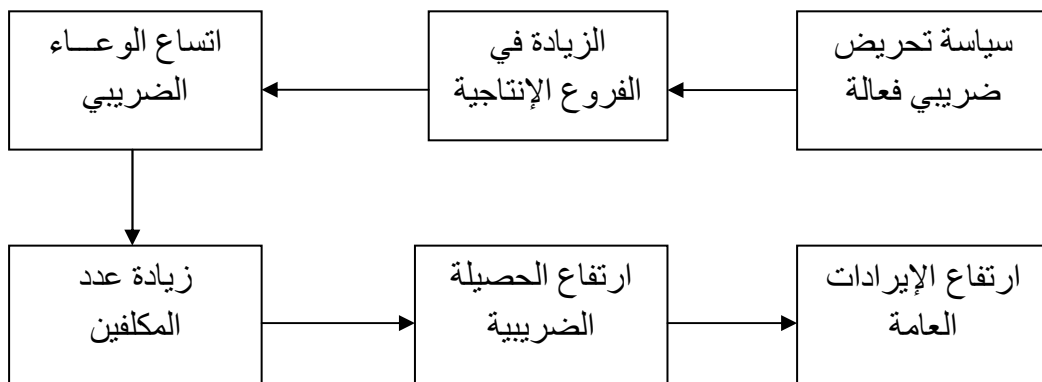 سياسة تحريض
ضريبي فعالة
الزيادة في
الفروع الإنتاجية
اتساع الوعـــاء
الضريبي
زيادة عدد
المكلفين
ارتفاع الحصيلة
الضريبية
ارتفاع الإيرادات
العامة